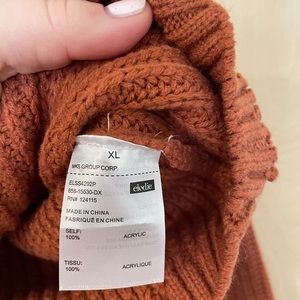 XL
MKS GROUP CORP.
ELSS4292P
858-15530-DX
RN# 124115
elodie
MADE IN CHINA
FABRIQUÉ EN CHINE
SELF:
100% ACRYLIC
TISSU:
100% ACRYLIQUE